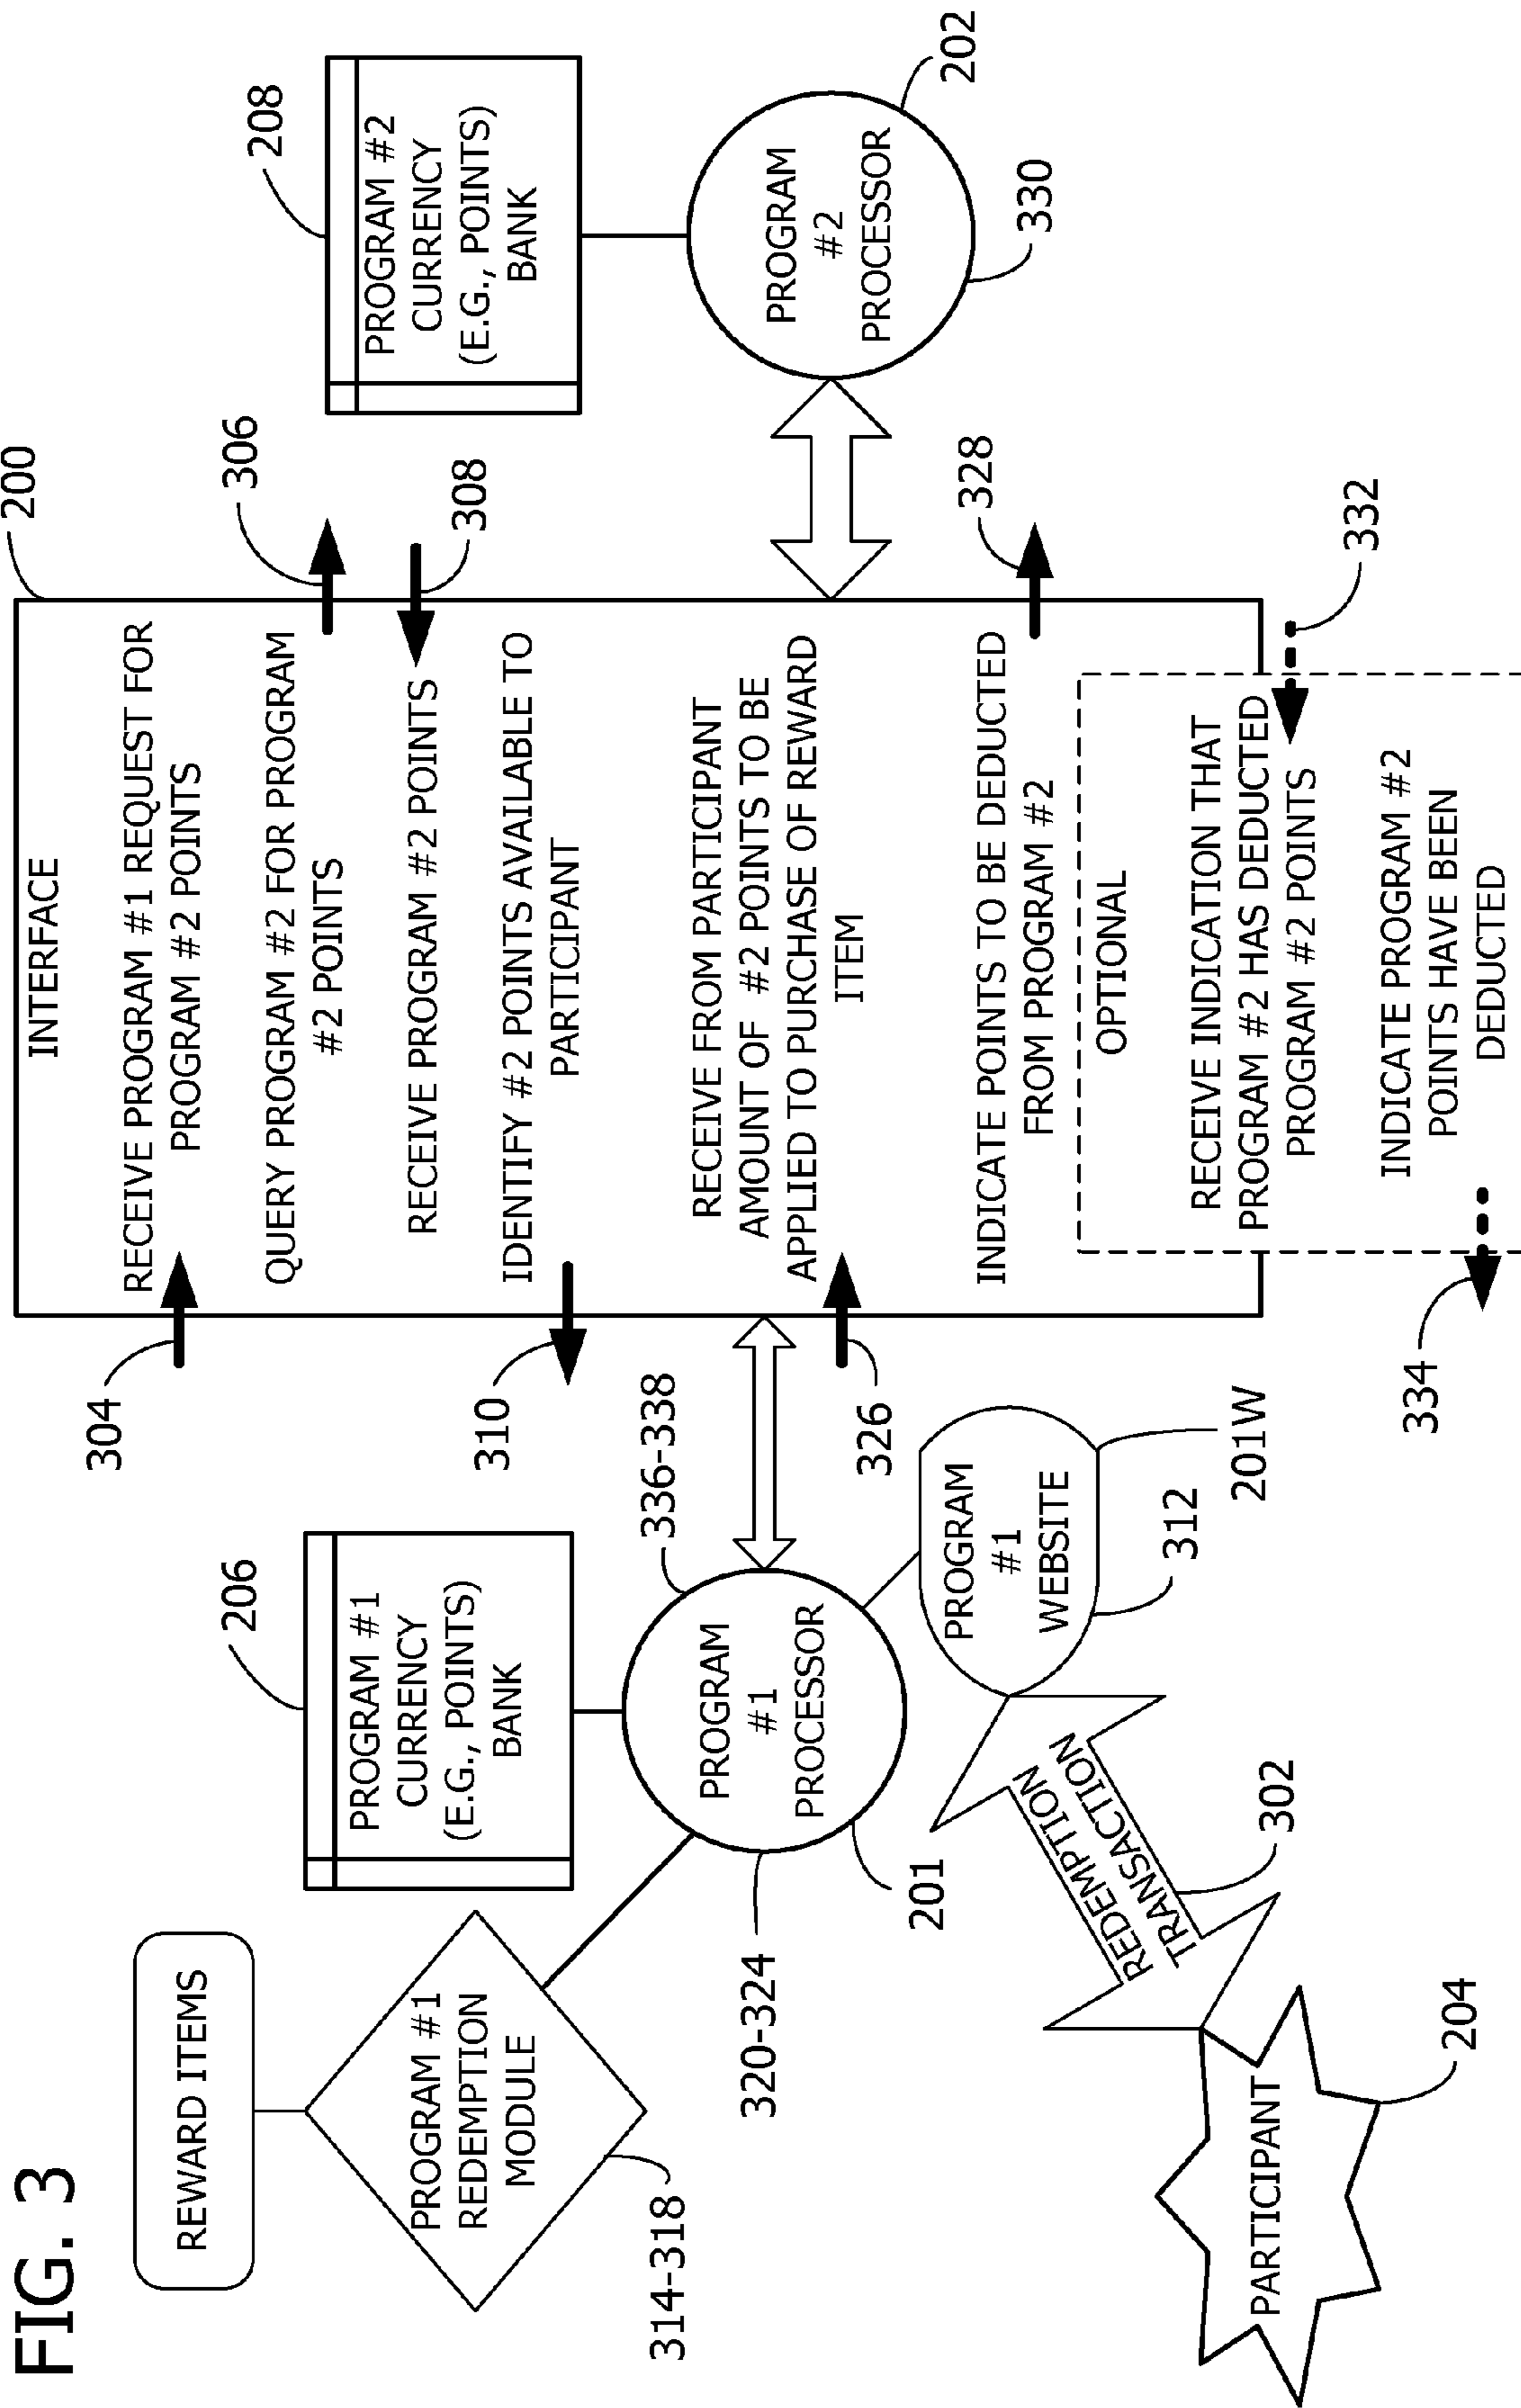 FIG. 3
REWARD ITEMS
PROGRAM #1
REDEMPTION
MODULE
314-318
206
PROGRAM #1
CURRENCY
(E.G., POINTS)
BANK
336-338
PROGRAM
#1
PROCESSOR
320-324
201
PROGRAM
#1
WEBSITE
312
201W
REDEMPTION
TRANSACTION
302
PARTICIPANT
204
200
INTERFACE
304
RECEIVE PROGRAM #1 REQUEST FOR
PROGRAM #2 POINTS
QUERY PROGRAM #2 FOR PROGRAM
#2 POINTS
306
RECEIVE PROGRAM #2 POINTS
308
310
IDENTIFY #2 POINTS AVAILABLE TO
PARTICIPANT
326
RECEIVE FROM PARTICIPANT
AMOUNT OF #2 POINTS TO BE
APPLIED TO PURCHASE OF REWARD
ITEM
INDICATE POINTS TO BE DEDUCTED
FROM PROGRAM #2
328
OPTIONAL
RECEIVE INDICATION THAT
PROGRAM #2 HAS DEDUCTED
PROGRAM #2 POINTS
332
334
INDICATE PROGRAM #2
POINTS HAVE BEEN
DEDUCTED
208
PROGRAM #2
CURRENCY
(E.G., POINTS)
BANK
PROGRAM
#2
PROCESSOR
202
330